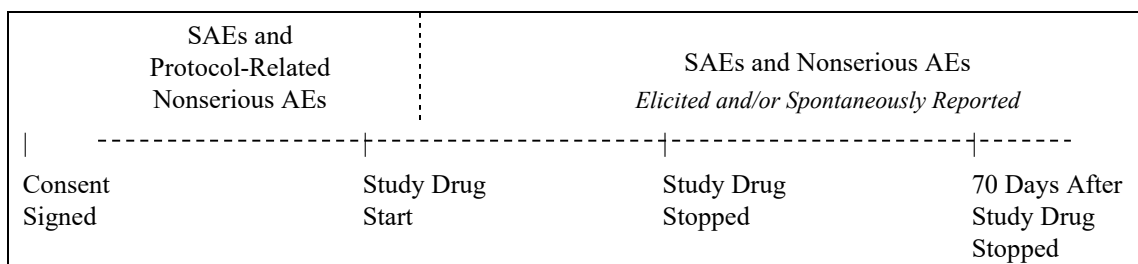 SAEs and
Protocol-Related
Nonserious AEs
SAEs and Nonserious AEs
Elicited and/or Spontaneously Reported
Consent
Signed
Study Drug
Start
Study Drug
Stopped
70 Days After
Study Drug
Stopped